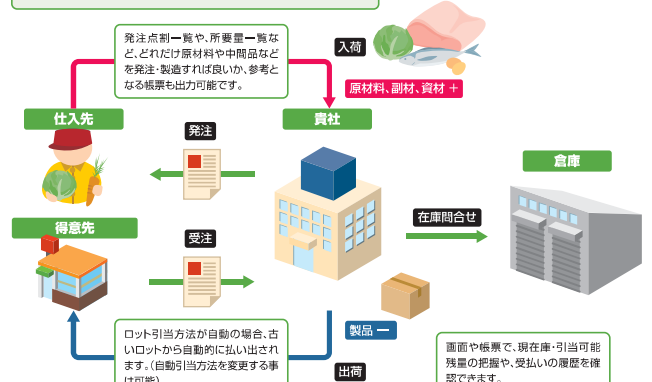 発注点割一覧や、所要量一覧な
ど、どれだけ原材料や中間品など
を発注・製造すれば良いか、参考と
なる帳票も出力可能です。
入荷
原材料、副材、資材 ＋
仕入先
貴社
発注
倉庫
在庫問合せ
得意先
受注
製品 ー
ロット引当方法が自動の場合、古
いロットから自動的に払い出され
ます。(自動引当方法を変更する事
は可能)
出荷
画面や帳票で、現在庫・引当可能
残量の把握や、受払いの履歴を確
認できます。